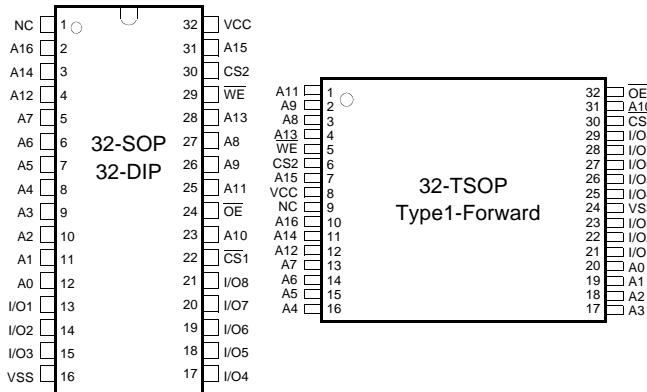 NC 1 32 VCC
A16 2 31 A15
A14 3 30 CS2
A12 4 29 W̅E̅
A7 5 28 A13
A6 6 27 A8
A5 7 26 A9
A4 8 25 A11
A3 9 24 O̅E̅
A2 10 23 A10
A1 11 22 C̅S̅1
A0 12 21 I/O8
I/O1 13 20 I/O7
I/O2 14 19 I/O6
I/O3 15 18 I/O5
VSS 16 17 I/O4
32-SOP
32-DIP
A11 1 32 O̅E̅
A9 2 31 A10
A8 3 30 CS
A13 4 29 I/O
W̅E̅ 5 28 I/O
CS2 6 27 I/O
A15 7 26 I/O
VCC 8 25 I/O
NC 9 24 VS
A16 10 23 I/O
A14 11 22 I/O
A12 12 21 I/O
A7 13 20 A0
A6 14 19 A1
A5 15 18 A2
A4 16 17 A3
32-TSOP
Type1-Forward